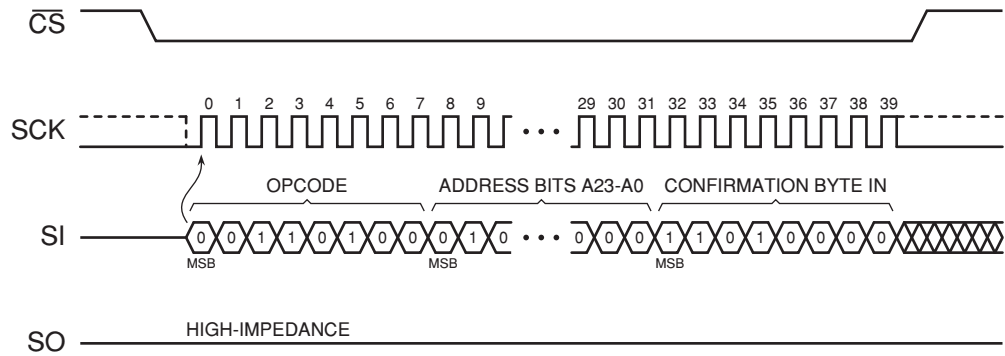 CS
0 1 2 3 4 5 6 7 8 9 29 30 31 32 33 34 35 36 37 38 39
SCK
OPCODE ADDRESS BITS A23-A0 CONFIRMATION BYTE IN
SI 0 0 1 1 0 1 0 0 0 1 0 0 0 0 1 1 0 1 0 0 0 0
MSB MSB MSB
HIGH-IMPEDANCE
SO